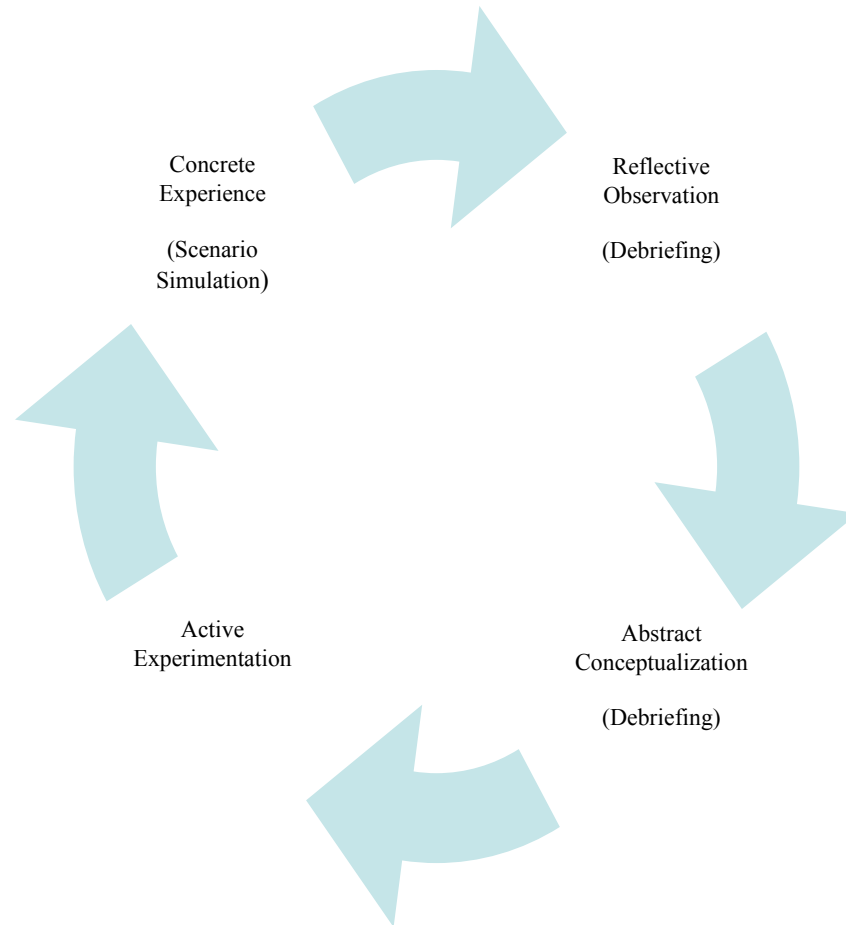 Concrete
Experience
(Scenario
Simulation)
Reflective
Observation
(Debriefing)
Abstract
Conceptualization
(Debriefing)
Active
Experimentation